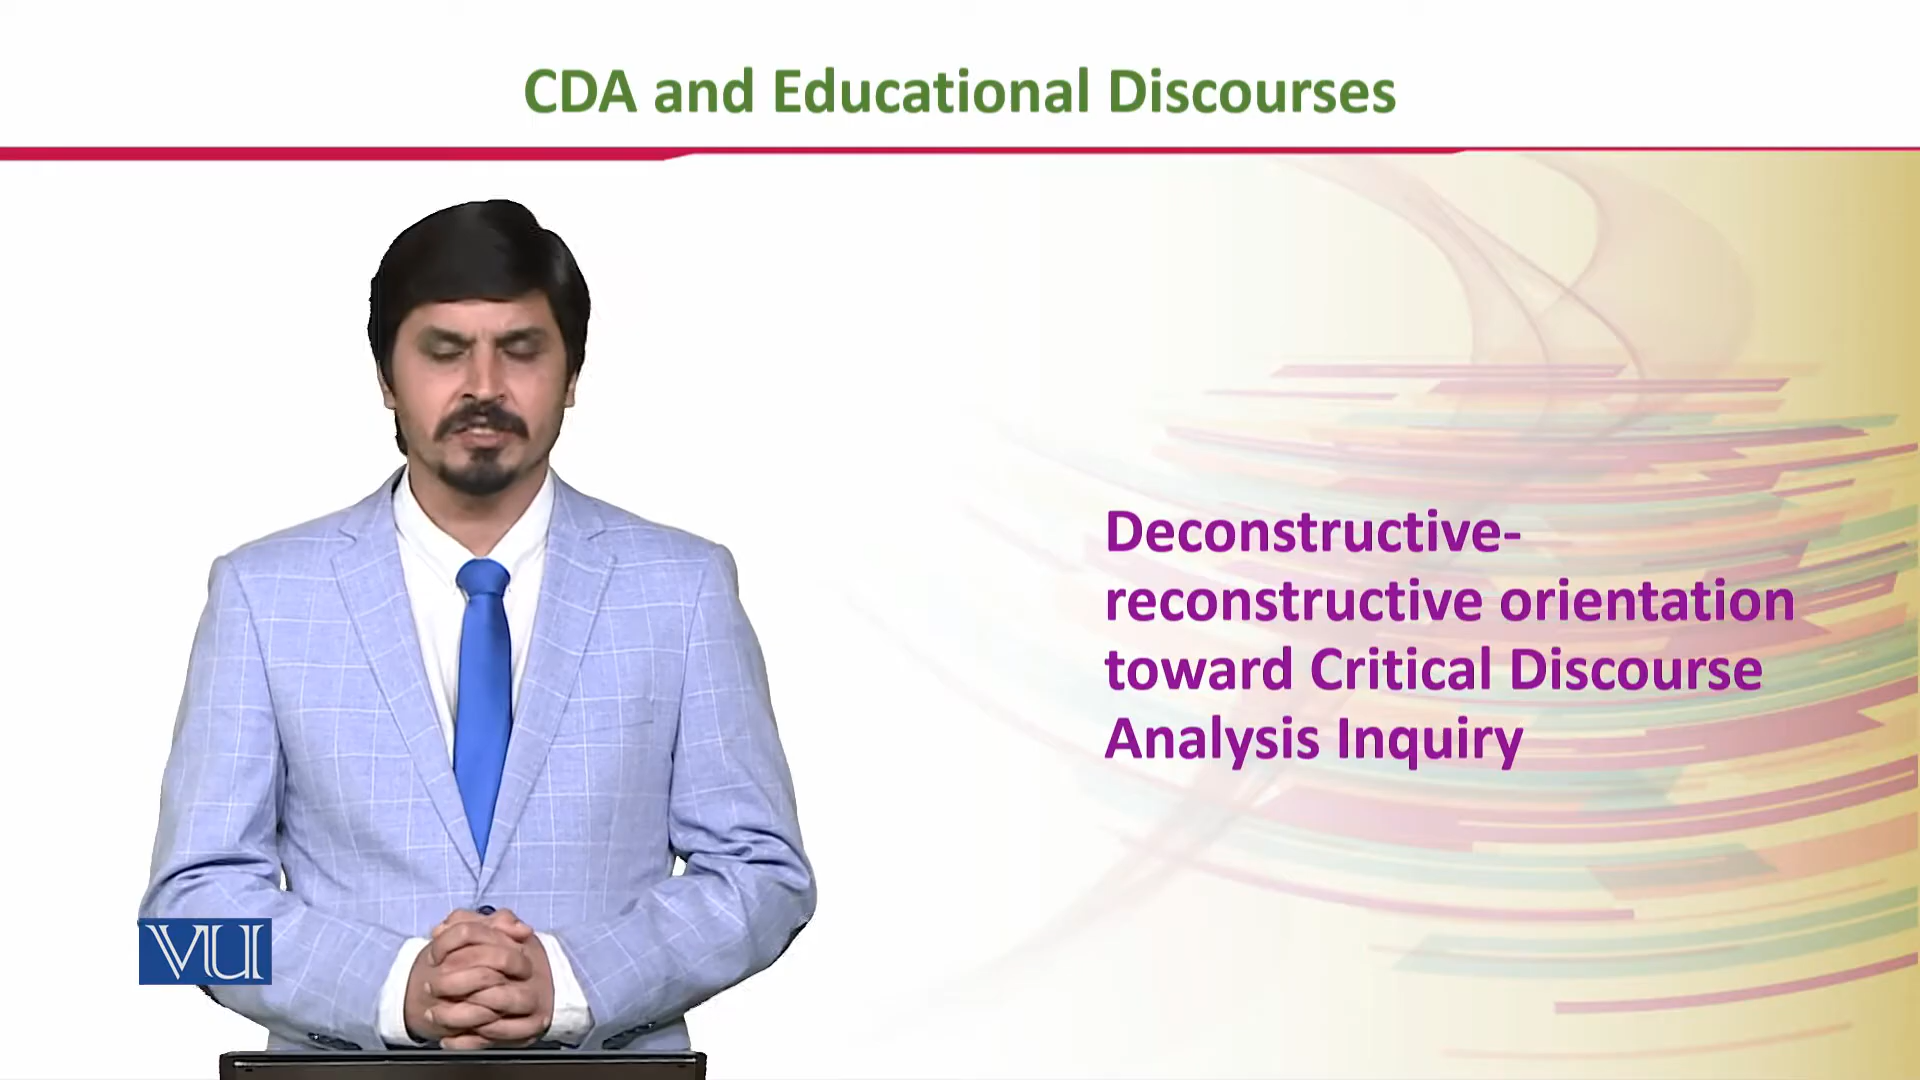 CDA and Educational Discourses
Deconstructive-
reconstructive orientation
toward Critical Discourse
Analysis Inquiry
VU